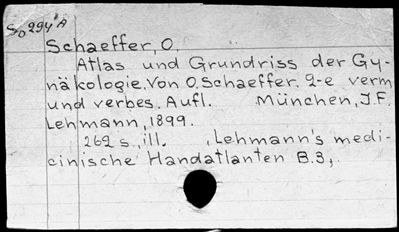 So 294 A
Schaeffer, O.
Atlas und Grundriss der Gy-
näkologie. Von O. Schaeffer. 2-e verm
und verbes. Aufl. München, J.F.
Lehmann, 1899.
262 s., ill. , Lehmann's medi-
cinische Handatlanten B.3,.